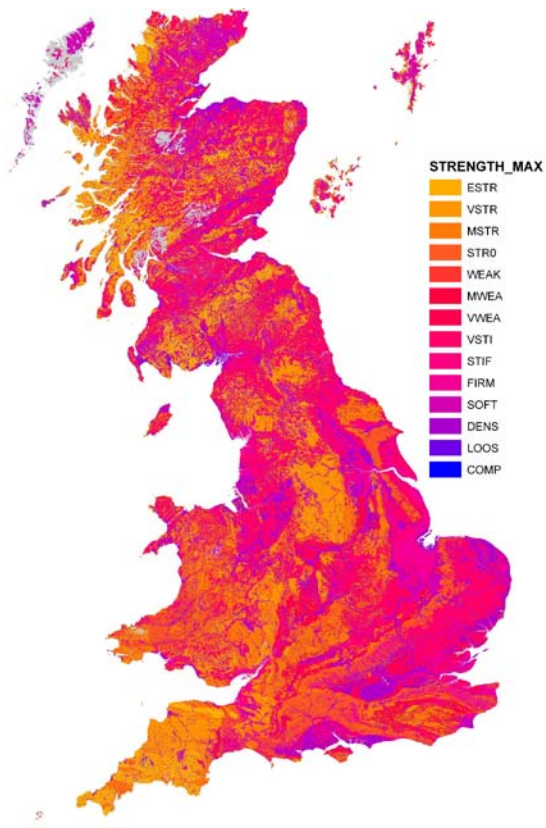 STRENGTH_MAX
ESTR
VSTR
MSTR
STR0
WEAK
MWEA
VWEA
VSTI
STIF
FIRM
SOFT
DENS
LOOS
COMP